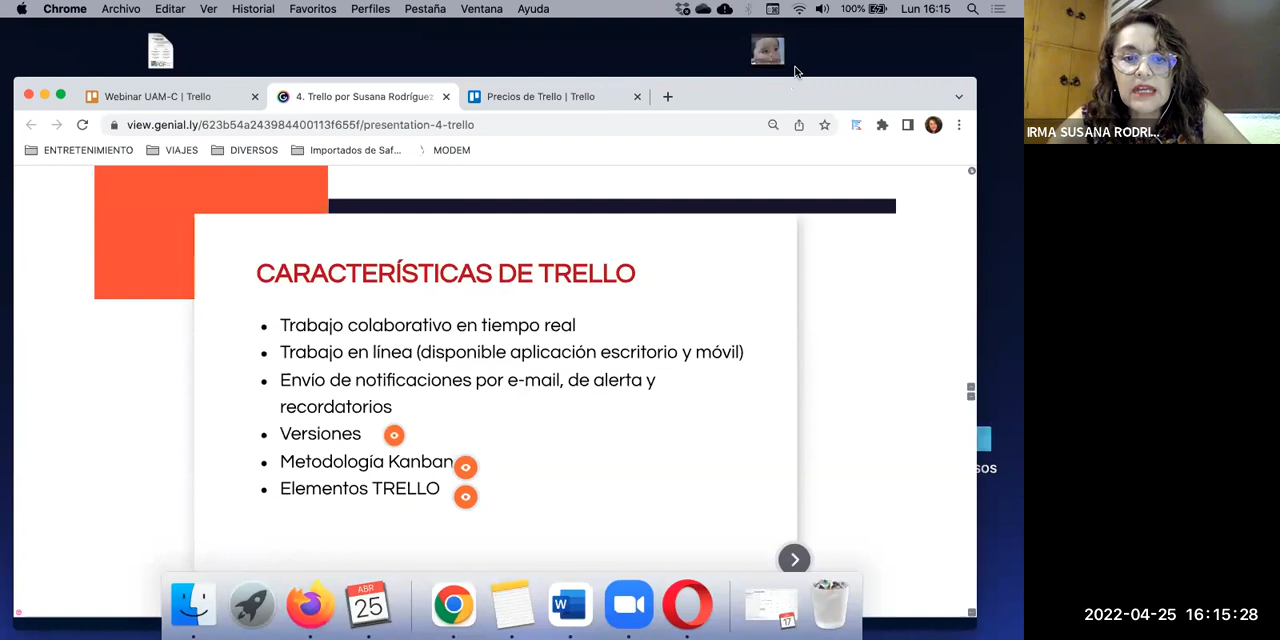 Chrome Archivo Editar Ver Historial Favoritos Perfiles Pestaña Ventana Ayuda 100% Lun 16:15
Webinar UAM-C | Trello
4. Trello por Susana Rodríguez
Precios de Trello | Trello
view.genial.ly/623b54a243984400113f655f/presentation-4-trello
ENTRETENIMIENTO VIAJES DIVERSOS Importados de Saf... MODEM
CARACTERÍSTICAS DE TRELLO
Trabajo colaborativo en tiempo real
Trabajo en línea (disponible aplicación escritorio y móvil)
Envío de notificaciones por e-mail, de alerta y
recordatorios
Versiones
Metodología Kanban
Elementos TRELLO
SOS
ABR
25
W
17
IRMA SUSANA RODRI...
2022-04-25 16:15:28